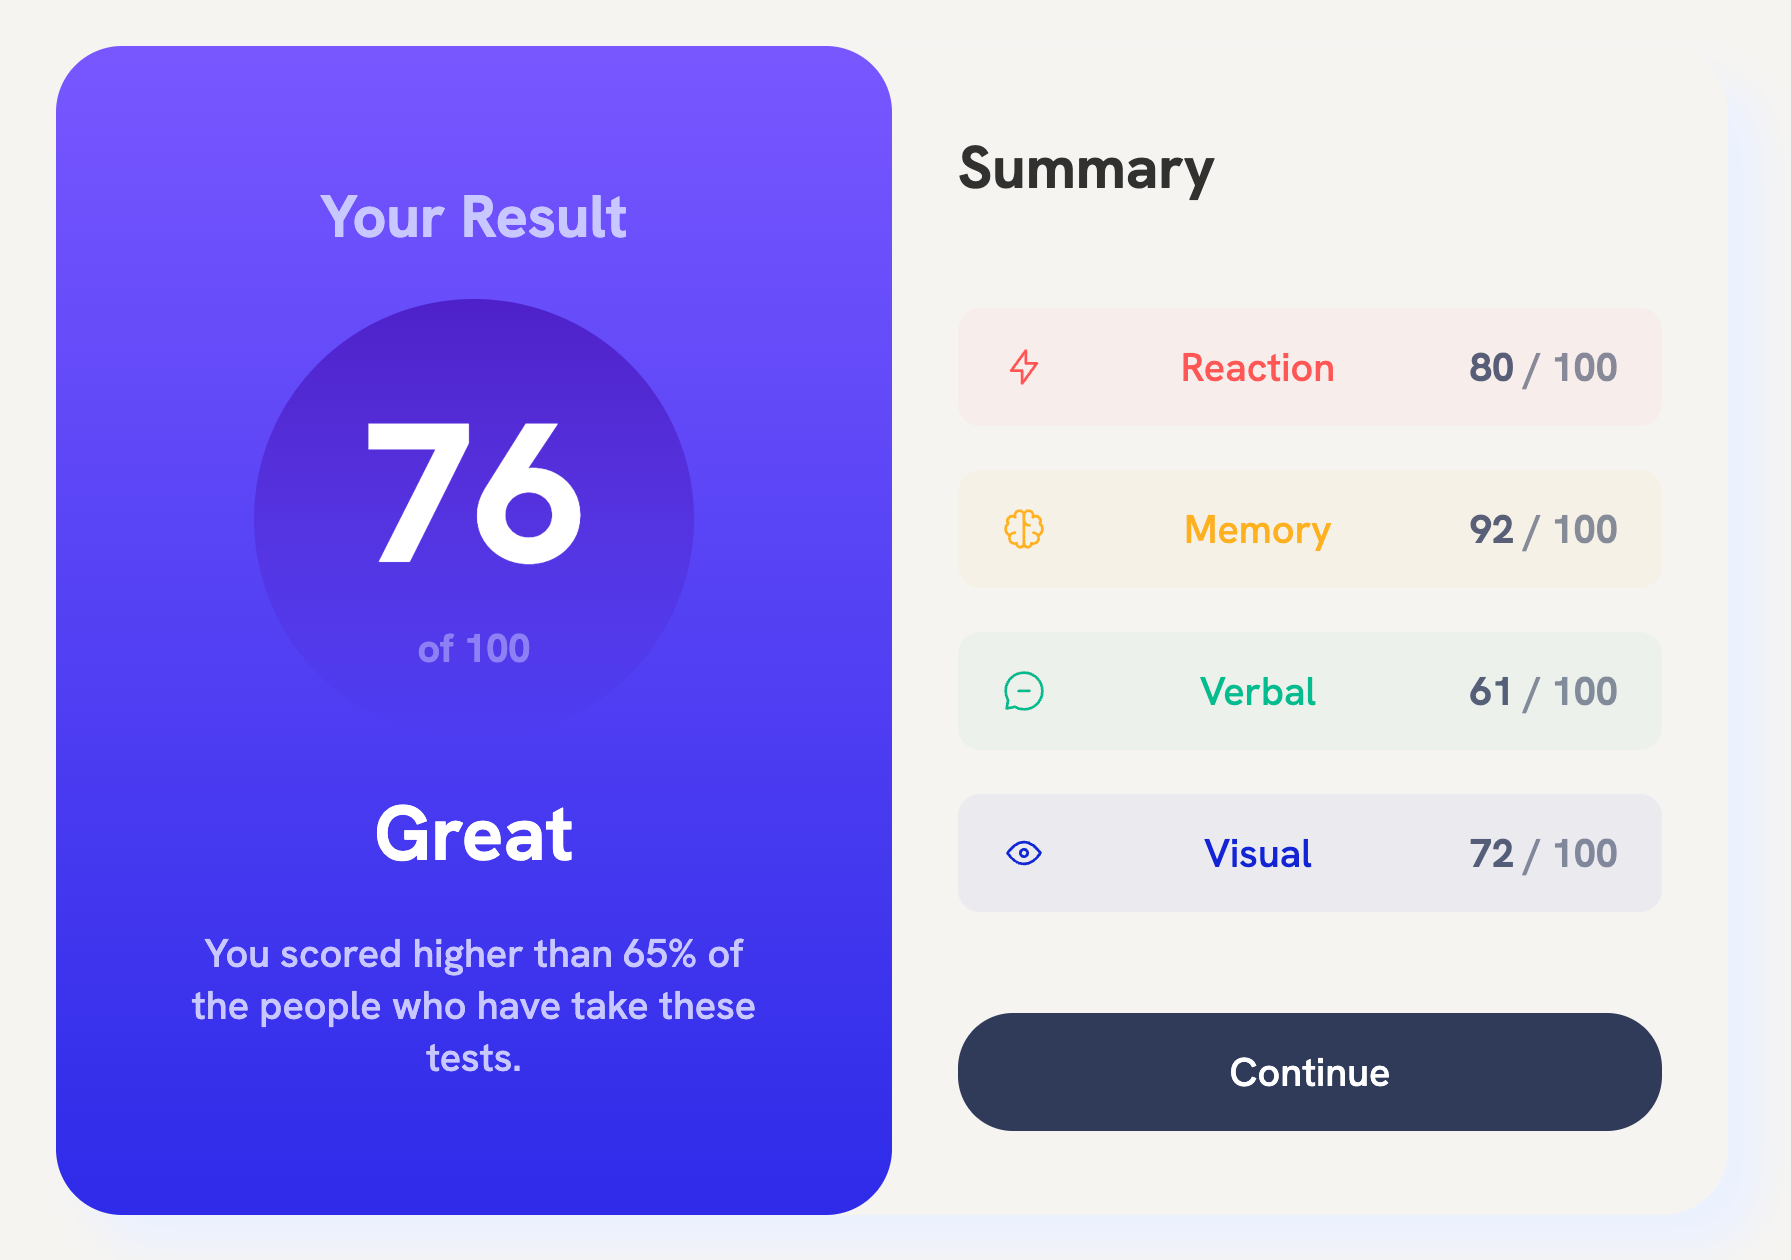 Your Result
76
of 100
Great
You scored higher than 65% of
the people who have take these
tests.
Summary
Reaction 80 / 100
Memory 92 / 100
Verbal 61 / 100
Visual 72 / 100
Continue